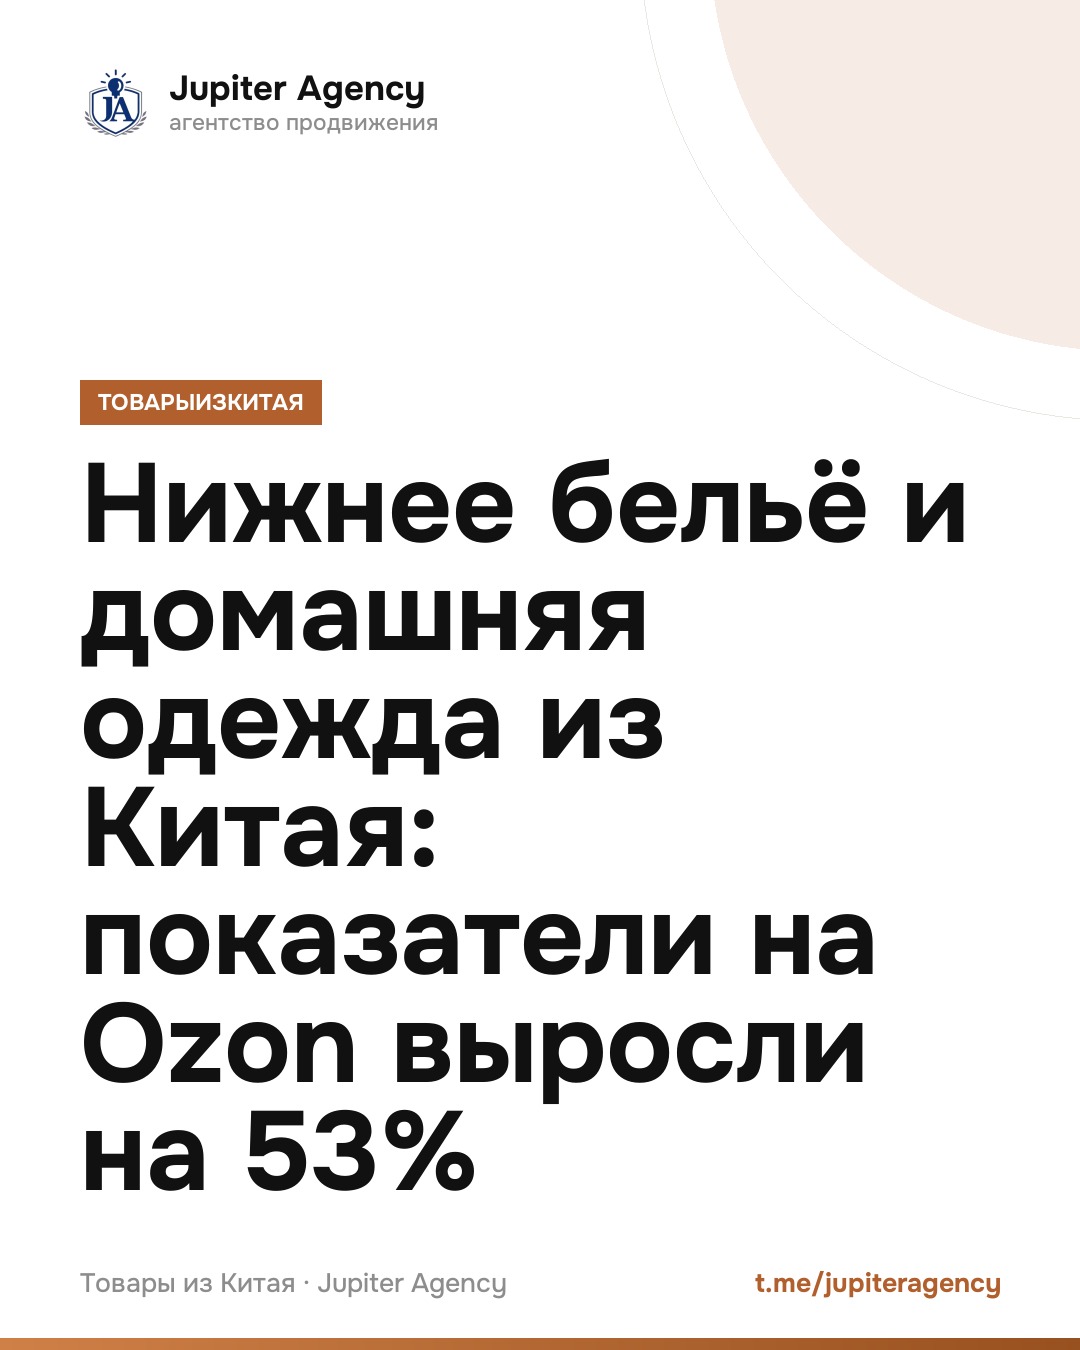 JA
Jupiter Agency
агентство продвижения
ТОВАРЫИЗКИТАЯ
Нижнее бельё и
домашняя
одежда из
Китая:
показатели на
Ozon выросли
на 53%
Товары из Китая · Jupiter Agency
t.me/jupiteragency